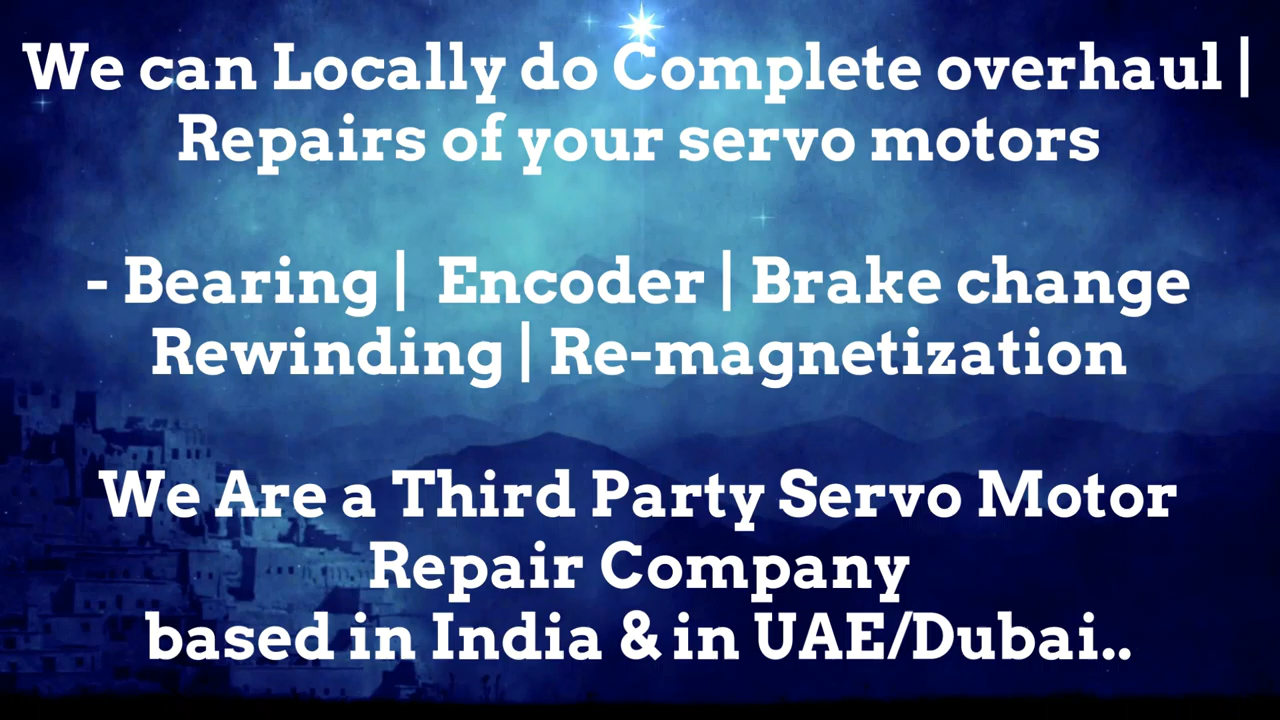 We can Locally do Complete overhaul |
Repairs of your servo motors
- Bearing | Encoder | Brake change
Rewinding | Re-magnetization
We Are a Third Party Servo Motor
Repair Company
based in India & in UAE/Dubai..